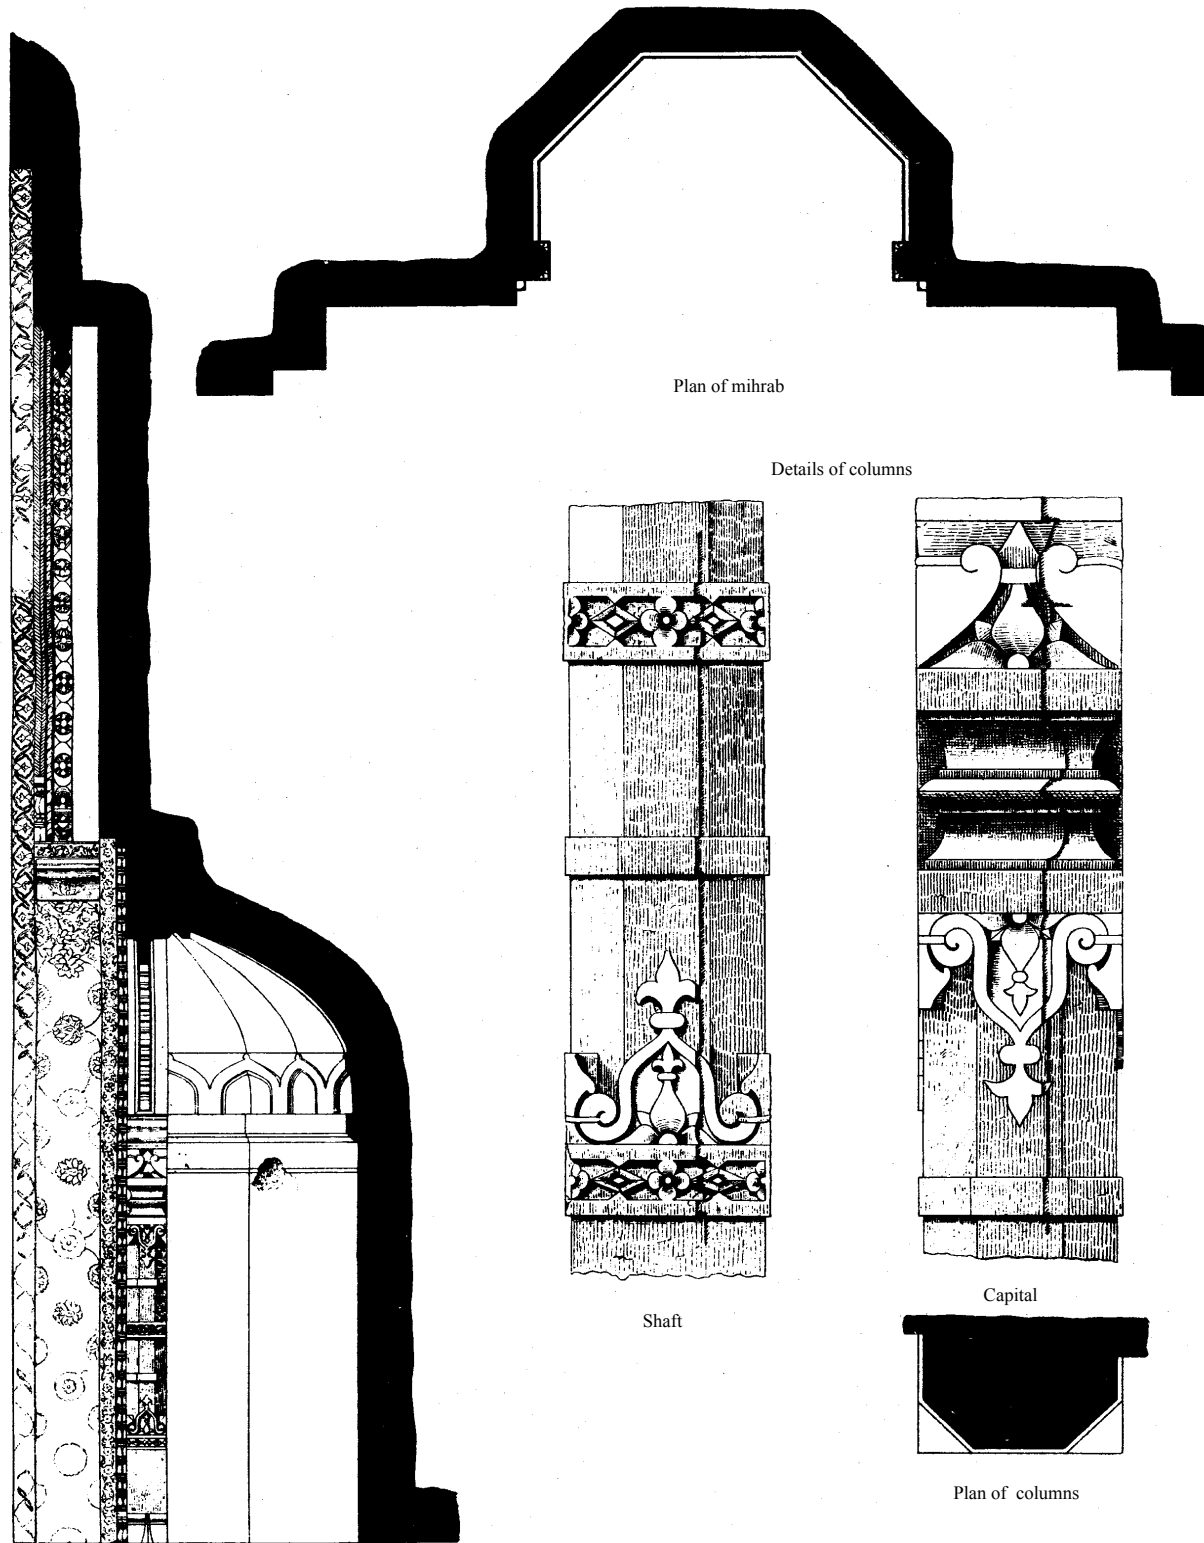 Plan of mihrab
Details of columns
Shaft
Capital
Plan of columns